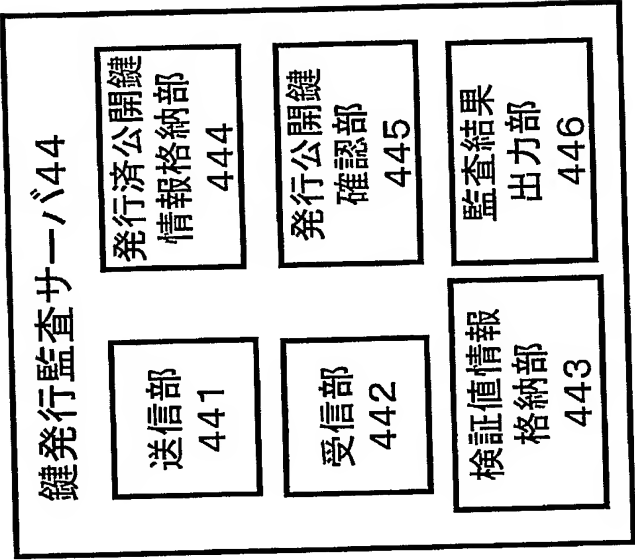 鍵発行監査サーバ44
送信部
441
受信部
442
検証値情報
格納部
443
発行済公開鍵
情報格納部
444
発行公開鍵
確認部
445
監査結果
出力部
446